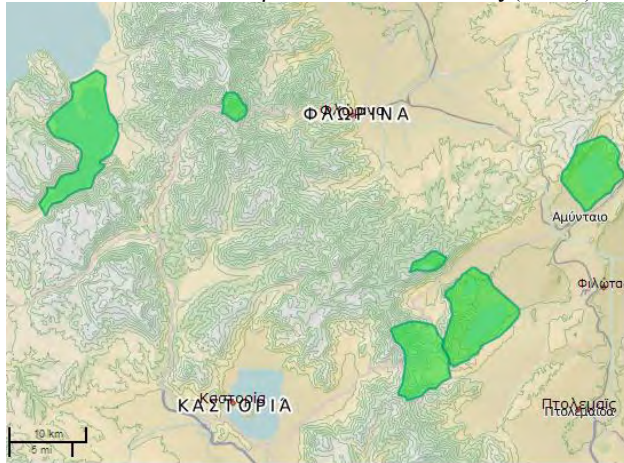 ΦΛΩΡΙΝΑ
Αμύνταιο
Φιλώτα
Καστοριά
ΚΑΣΤΟΡΙΑ
Πτολεμαΐς
Πτολεμαΐδα
10 km
5 mi